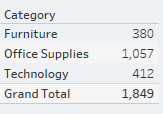 Category
Furniture 380
Office Supplies 1,057
Technology 412
Grand Total 1,849